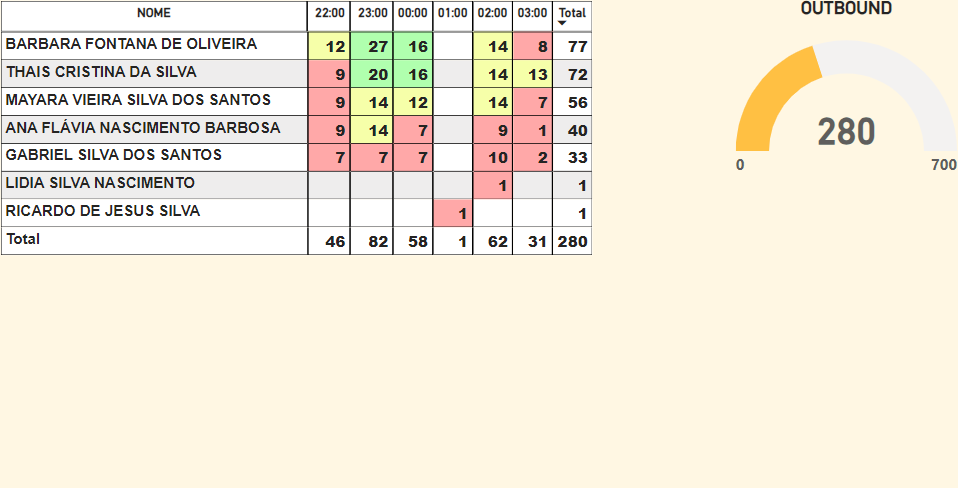 NOME 22:00 23:00 00:00 01:00 02:00 03:00 Total
BARBARA FONTANA DE OLIVEIRA 12 27 16 14 8 77
THAIS CRISTINA DA SILVA 9 20 16 14 13 72
MAYARA VIEIRA SILVA DOS SANTOS 9 14 12 14 7 56
ANA FLÁVIA NASCIMENTO BARBOSA 9 14 7 9 1 40
GABRIEL SILVA DOS SANTOS 7 7 7 10 2 33
LIDIA SILVA NASCIMENTO 1 1
RICARDO DE JESUS SILVA 1 1
Total 46 82 58 1 62 31 280
OUTBOUND
280
0 700